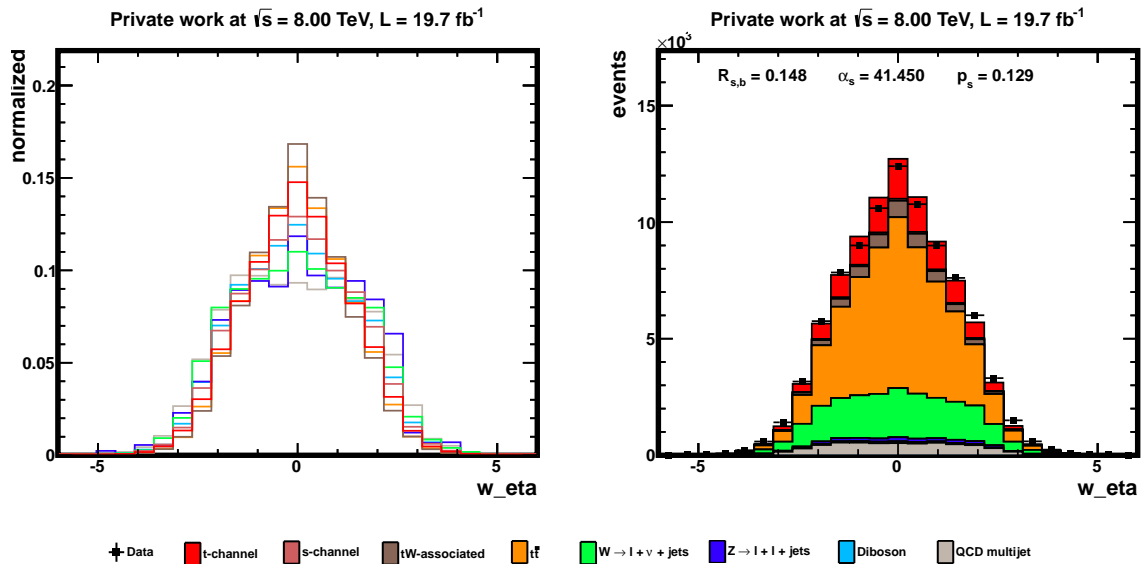 Private work at √s = 8.00 TeV, L = 19.7 fb⁻¹
normalized
0.2
0.15
0.1
0.05
0
-5 0 5
w_eta
Private work at √s = 8.00 TeV, L = 19.7 fb⁻¹
×10³
events
R_s,b = 0.148 α_s = 41.450 p_s = 0.129
15
10
5
0
-5 0 5
w_eta
Data t-channel s-channel tW-associated tt̄ W → l + ν + jets Z → l + l + jets Diboson QCD multijet